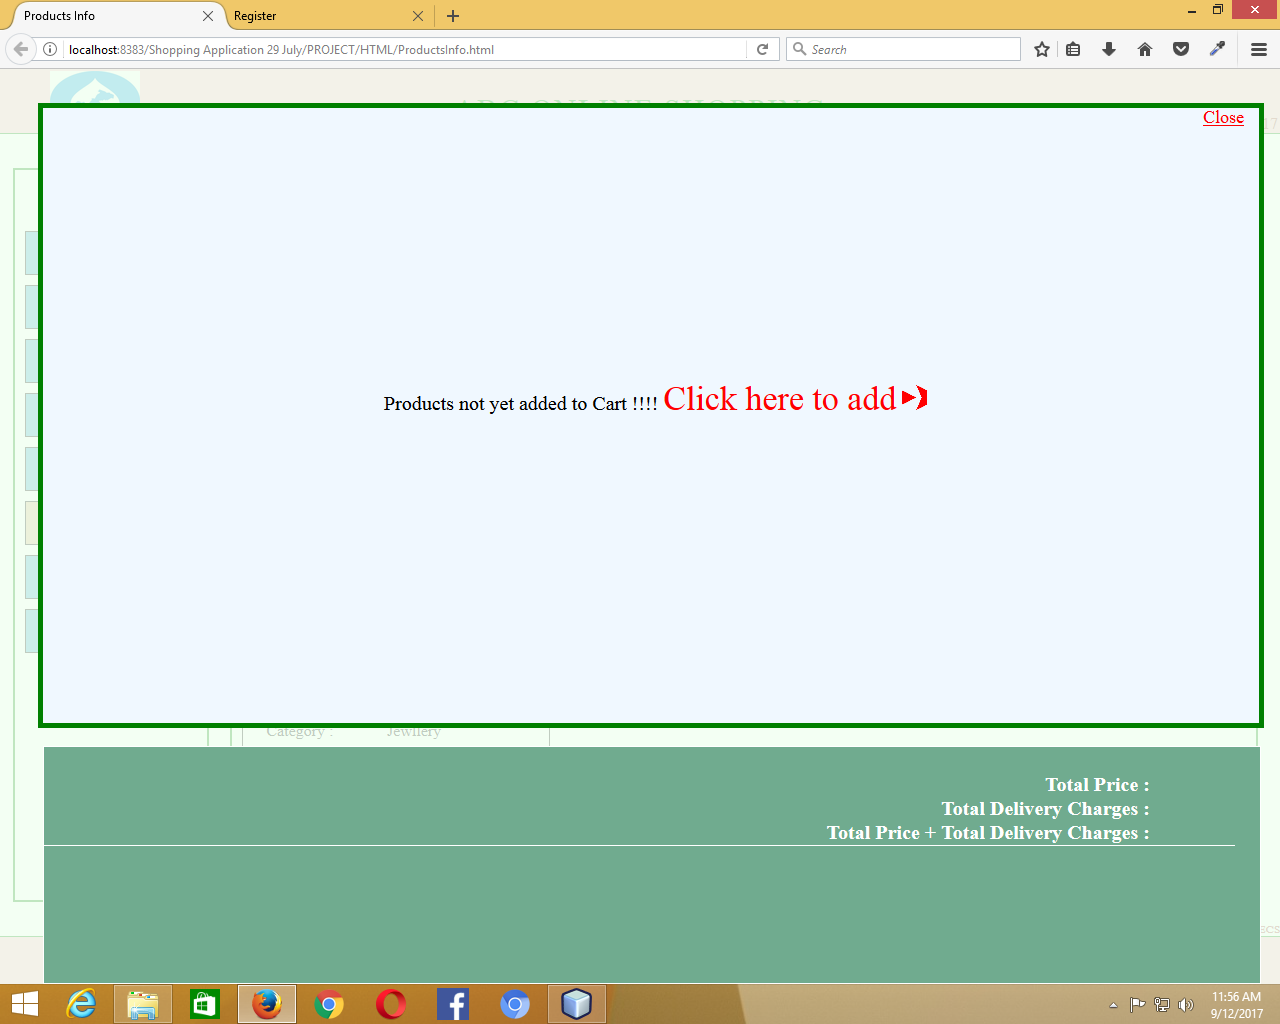 Products Info
Register
localhost:8383/Shopping Application 29 July/PROJECT/HTML/ProductsInfo.html
Search
17
Close
Products not yet added to Cart !!!! Click here to add
Category : Jewllery
Total Price :
Total Delivery Charges :
Total Price + Total Delivery Charges :
11:56 AM
9/12/2017